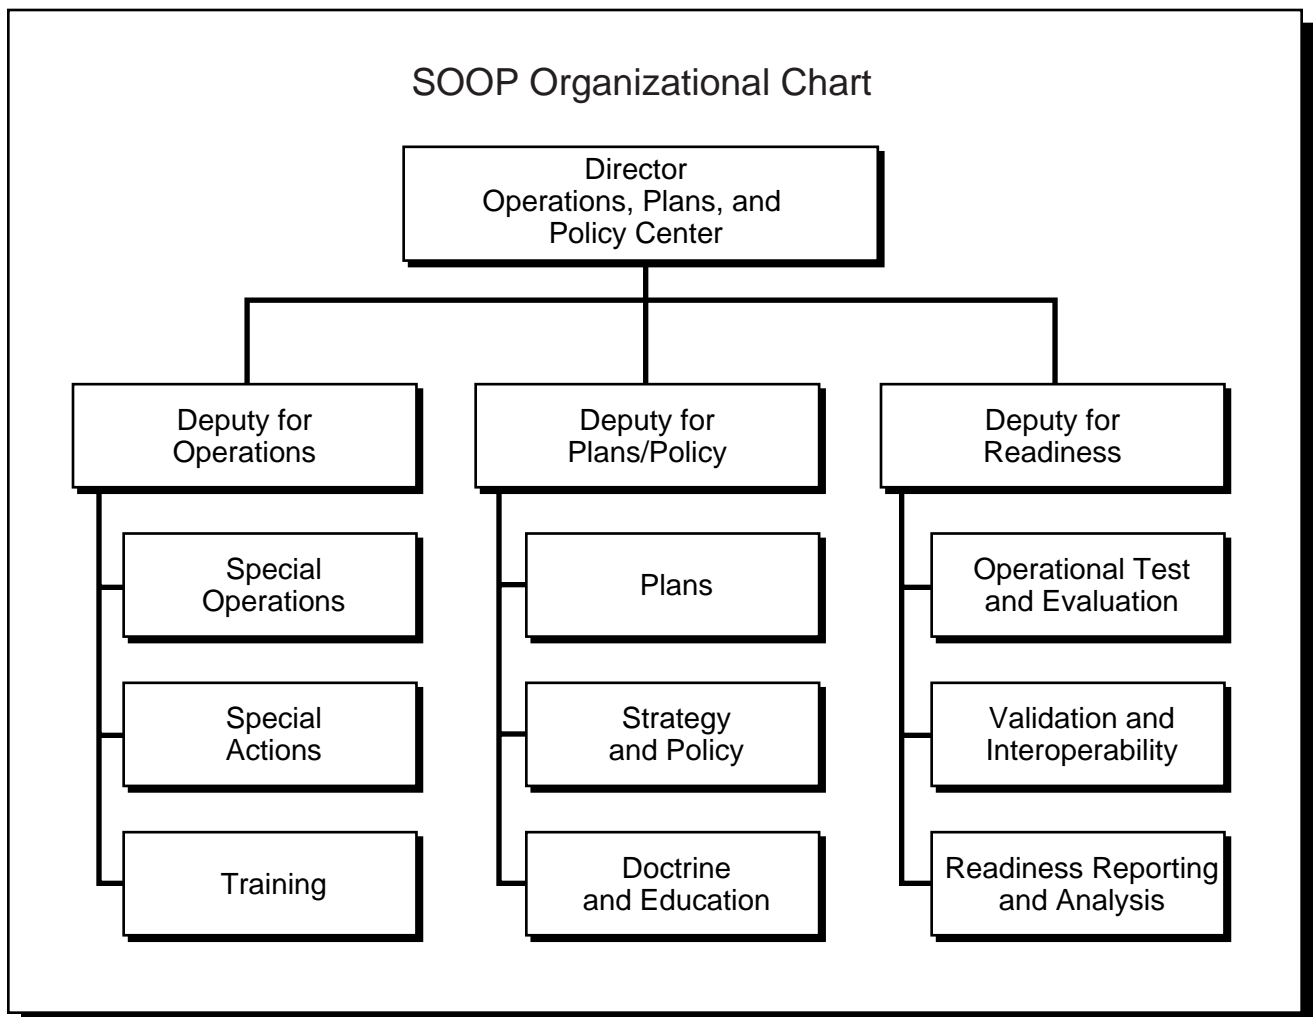 SOOP Organizational Chart
Director
Operations, Plans, and
Policy Center
Deputy for
Operations
Special
Operations
Special
Actions
Training
Deputy for
Plans/Policy
Plans
Strategy
and Policy
Doctrine
and Education
Deputy for
Readiness
Operational Test
and Evaluation
Validation and
Interoperability
Readiness Reporting
and Analysis